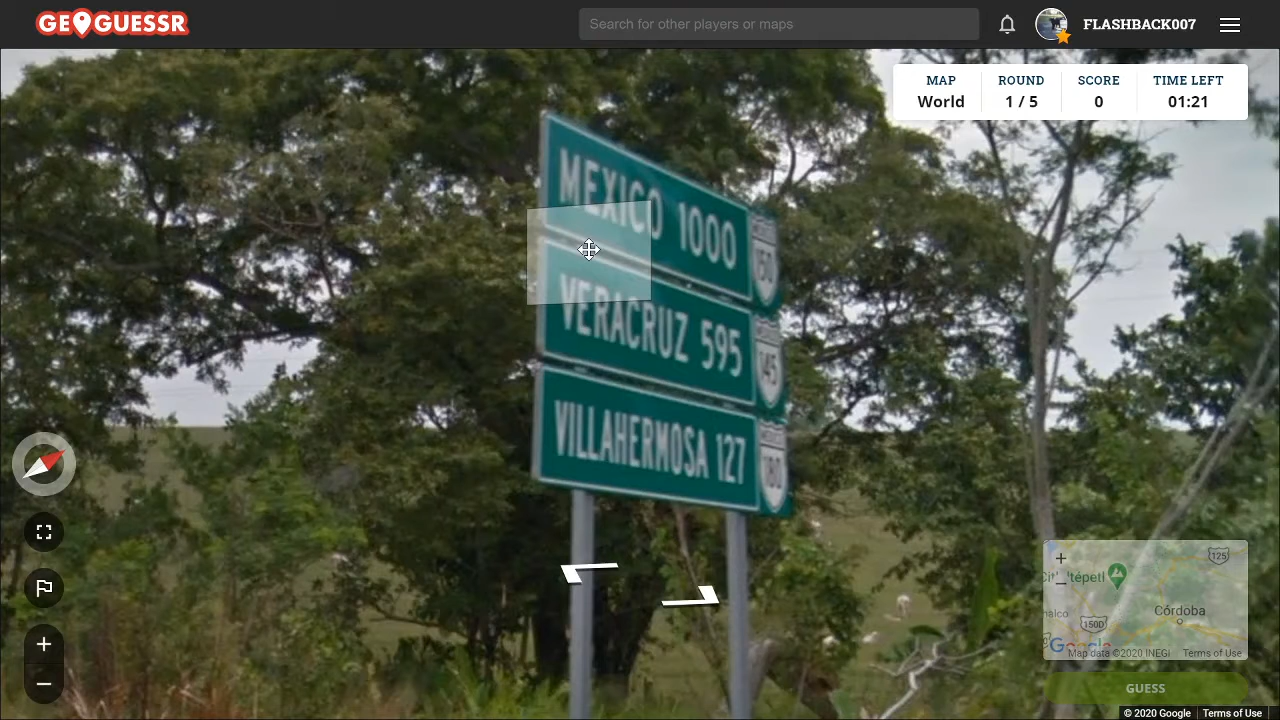 GEOGUESSR
Search for other players or maps
FLASHBACK007
MAP
World
ROUND
1 / 5
SCORE
0
TIME LEFT
01:21
MEXICO 1000
150
VERACRUZ 595
145
VILLAHERMOSA 127
180
125
Córdoba
150D
Google
Map data ©2020 INEGI
Terms of Use
GUESS
© 2020 Google
Terms of Use